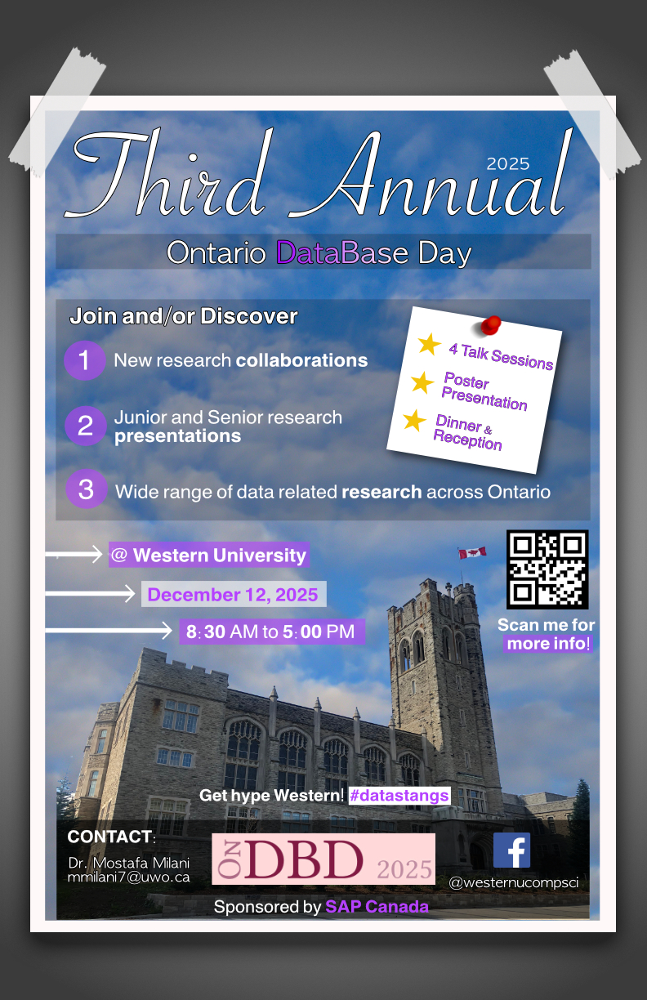 Third Annual
2025
Ontario DataBase Day
Join and/or Discover
1
New research collaborations
2
Junior and Senior research
presentations
3
Wide range of data related research across Ontario
4 Talk Sessions
Poster
Presentation
Dinner &
Reception
@ Western University
December 12, 2025
8:30 AM to 5:00 PM
Scan me for
more info!
Get hype Western! #datastangs
CONTACT:
Dr. Mostafa Milani
mmilani7@uwo.ca
ON DBD 2025
@westernucompsci
Sponsored by SAP Canada